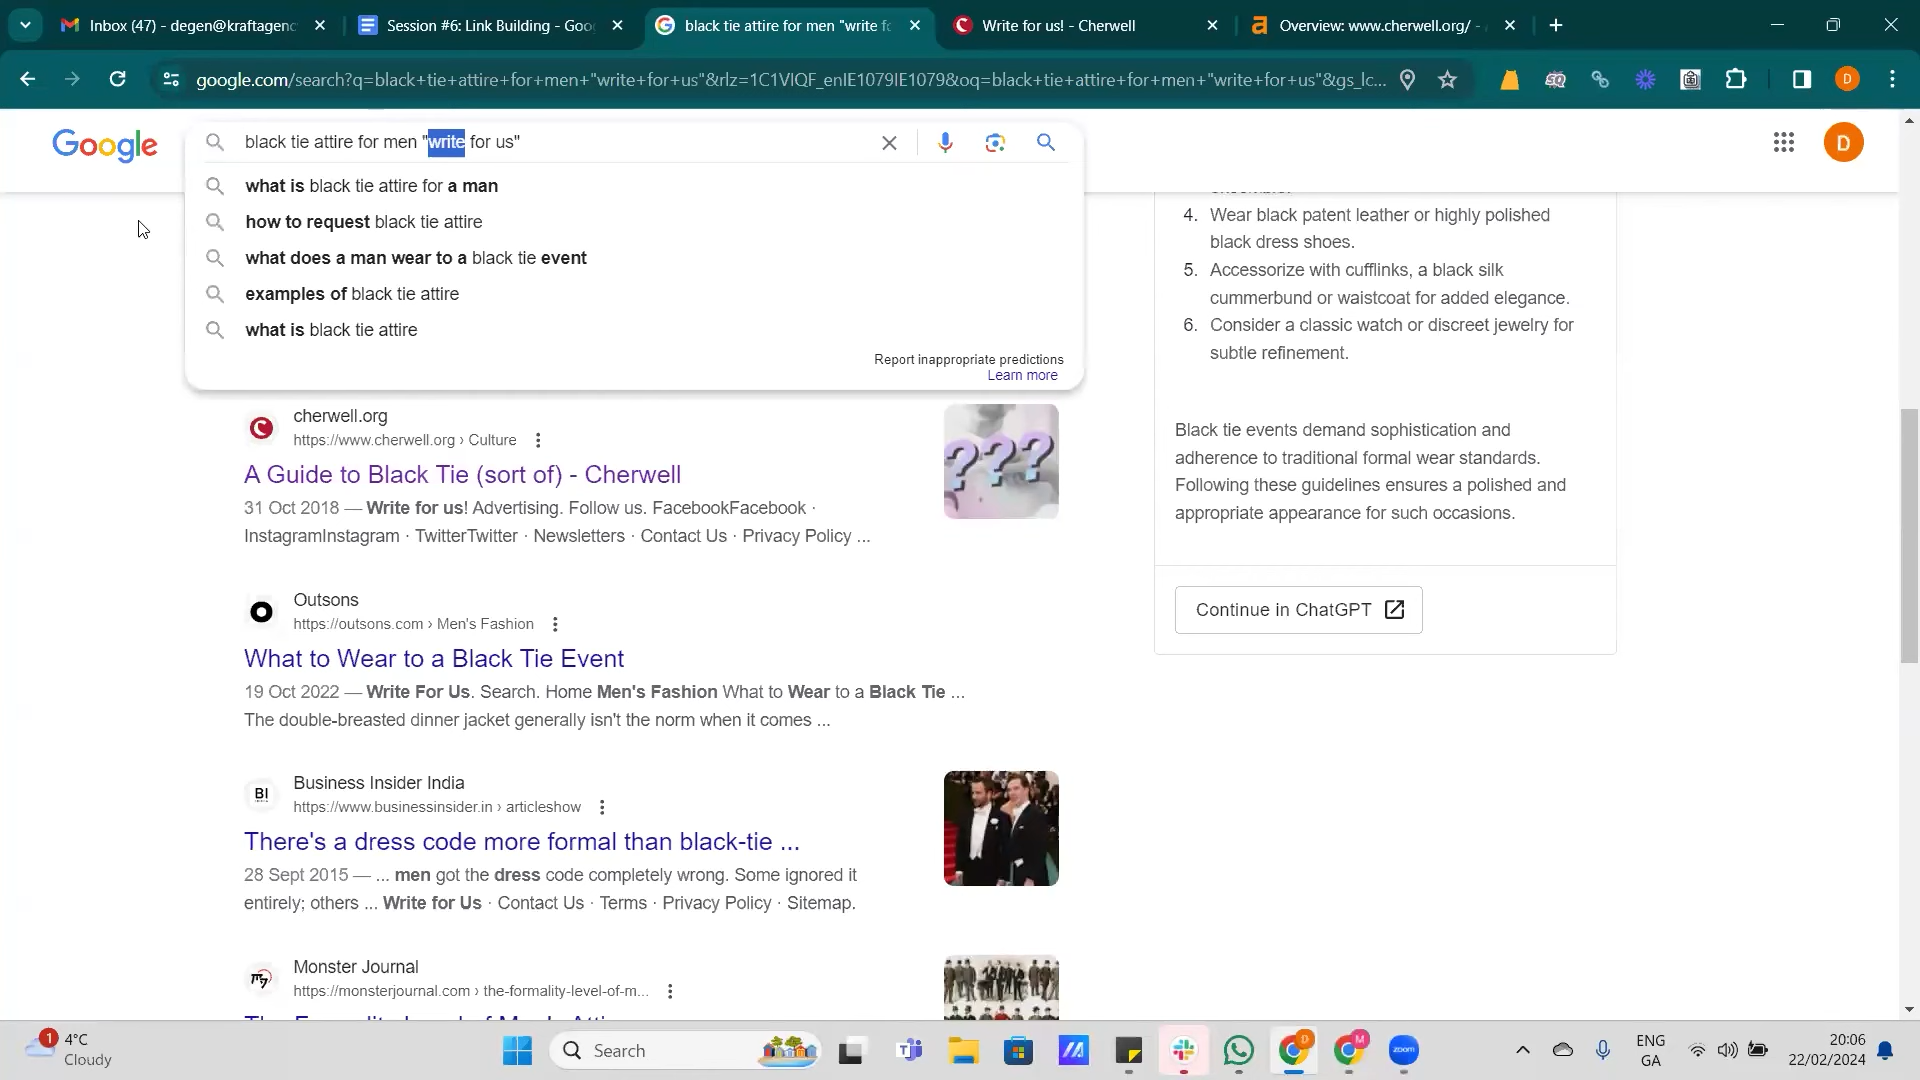 Inbox (47) - degen@kraftagenc
Session #6: Link Building - Goo
black tie attire for men "write fo
Write for us! - Cherwell
Overview: www.cherwell.org/ -
google.com/search?q=black+tie+attire+for+men+"write+for+us"&rlz=1C1VIQF_enIE1079IE1079&oq=black+tie+attire+for+men+"write+for+us"&gs_lc...
D
Google
black tie attire for men "write for us"
D
what is black tie attire for a man
how to request black tie attire
what does a man wear to a black tie event
examples of black tie attire
what is black tie attire
Report inappropriate predictions
Learn more
cherwell.org
https://www.cherwell.org › Culture
A Guide to Black Tie (sort of) - Cherwell
31 Oct 2018 — Write for us! Advertising. Follow us. FacebookFacebook ·
InstagramInstagram · TwitterTwitter · Newsletters · Contact Us · Privacy Policy ...
???
Outsons
https://outsons.com › Men's Fashion
What to Wear to a Black Tie Event
19 Oct 2022 — Write For Us. Search. Home Men's Fashion What to Wear to a Black Tie ...
The double-breasted dinner jacket generally isn't the norm when it comes ...
BI
Business Insider India
https://www.businessinsider.in › articleshow
There's a dress code more formal than black-tie ...
28 Sept 2015 — ... men got the dress code completely wrong. Some ignored it
entirely; others ... Write for Us · Contact Us · Terms · Privacy Policy · Sitemap.
Monster Journal
https://monsterjournal.com › the-formality-level-of-m...
4. Wear black patent leather or highly polished
black dress shoes.
5. Accessorize with cufflinks, a black silk
cummerbund or waistcoat for added elegance.
6. Consider a classic watch or discreet jewelry for
subtle refinement.
Black tie events demand sophistication and
adherence to traditional formal wear standards.
Following these guidelines ensures a polished and
appropriate appearance for such occasions.
Continue in ChatGPT
1
4°C
Cloudy
Search
zoom
ENG
GA
20:06
22/02/2024